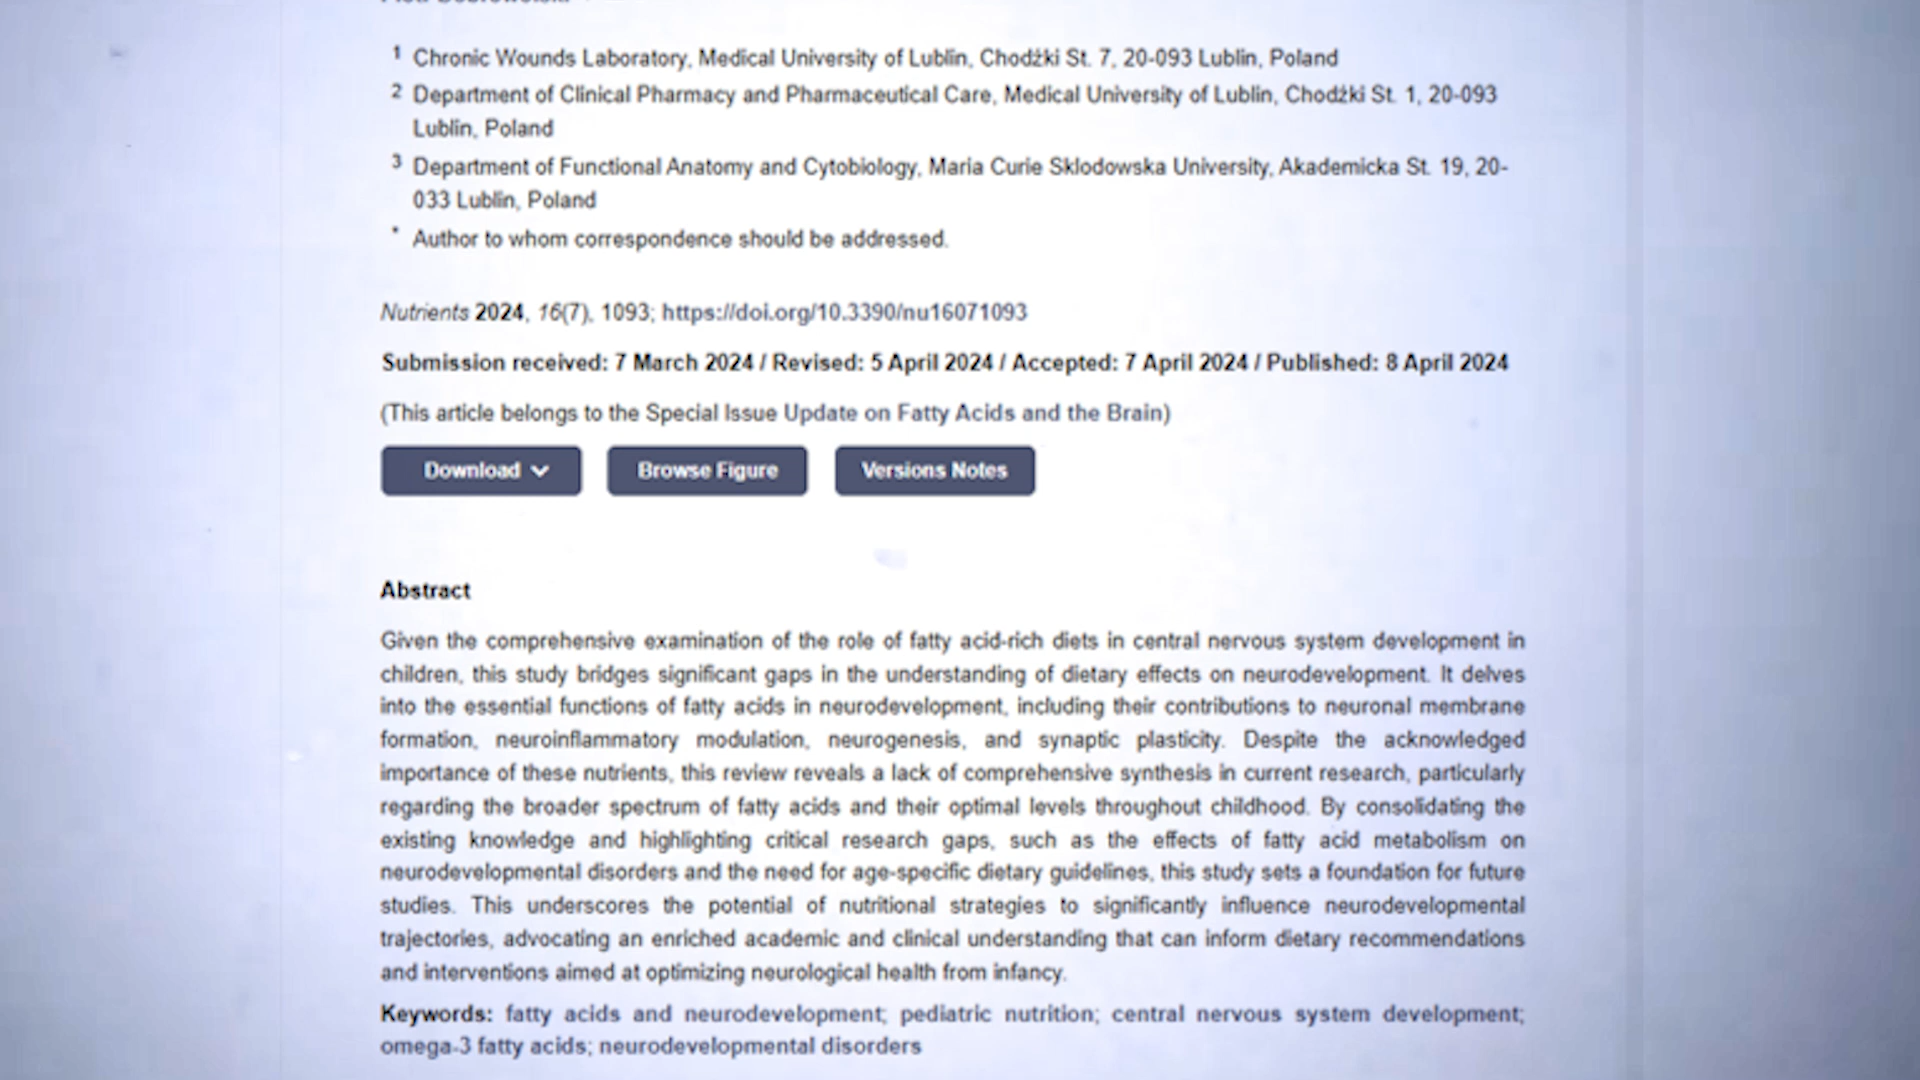 1 Chronic Wounds Laboratory, Medical University of Lublin, Chodźki St. 7, 20-093 Lublin, Poland
2 Department of Clinical Pharmacy and Pharmaceutical Care, Medical University of Lublin, Chodźki St. 1, 20-093
Lublin, Poland
3 Department of Functional Anatomy and Cytobiology, Maria Curie Sklodowska University, Akademicka St. 19, 20-
033 Lublin, Poland
* Author to whom correspondence should be addressed.
Nutrients 2024, 16(7), 1093; https://doi.org/10.3390/nu16071093
Submission received: 7 March 2024 / Revised: 5 April 2024 / Accepted: 7 April 2024 / Published: 8 April 2024
(This article belongs to the Special Issue Update on Fatty Acids and the Brain)
Download Browse Figure Versions Notes
Abstract
Given the comprehensive examination of the role of fatty acid-rich diets in central nervous system development in
children, this study bridges significant gaps in the understanding of dietary effects on neurodevelopment. It delves
into the essential functions of fatty acids in neurodevelopment, including their contributions to neuronal membrane
formation, neuroinflammatory modulation, neurogenesis, and synaptic plasticity. Despite the acknowledged
importance of these nutrients, this review reveals a lack of comprehensive synthesis in current research, particularly
regarding the broader spectrum of fatty acids and their optimal levels throughout childhood. By consolidating the
existing knowledge and highlighting critical research gaps, such as the effects of fatty acid metabolism on
neurodevelopmental disorders and the need for age-specific dietary guidelines, this study sets a foundation for future
studies. This underscores the potential of nutritional strategies to significantly influence neurodevelopmental
trajectories, advocating an enriched academic and clinical understanding that can inform dietary recommendations
and interventions aimed at optimizing neurological health from infancy.
Keywords: fatty acids and neurodevelopment; pediatric nutrition; central nervous system development;
omega-3 fatty acids; neurodevelopmental disorders